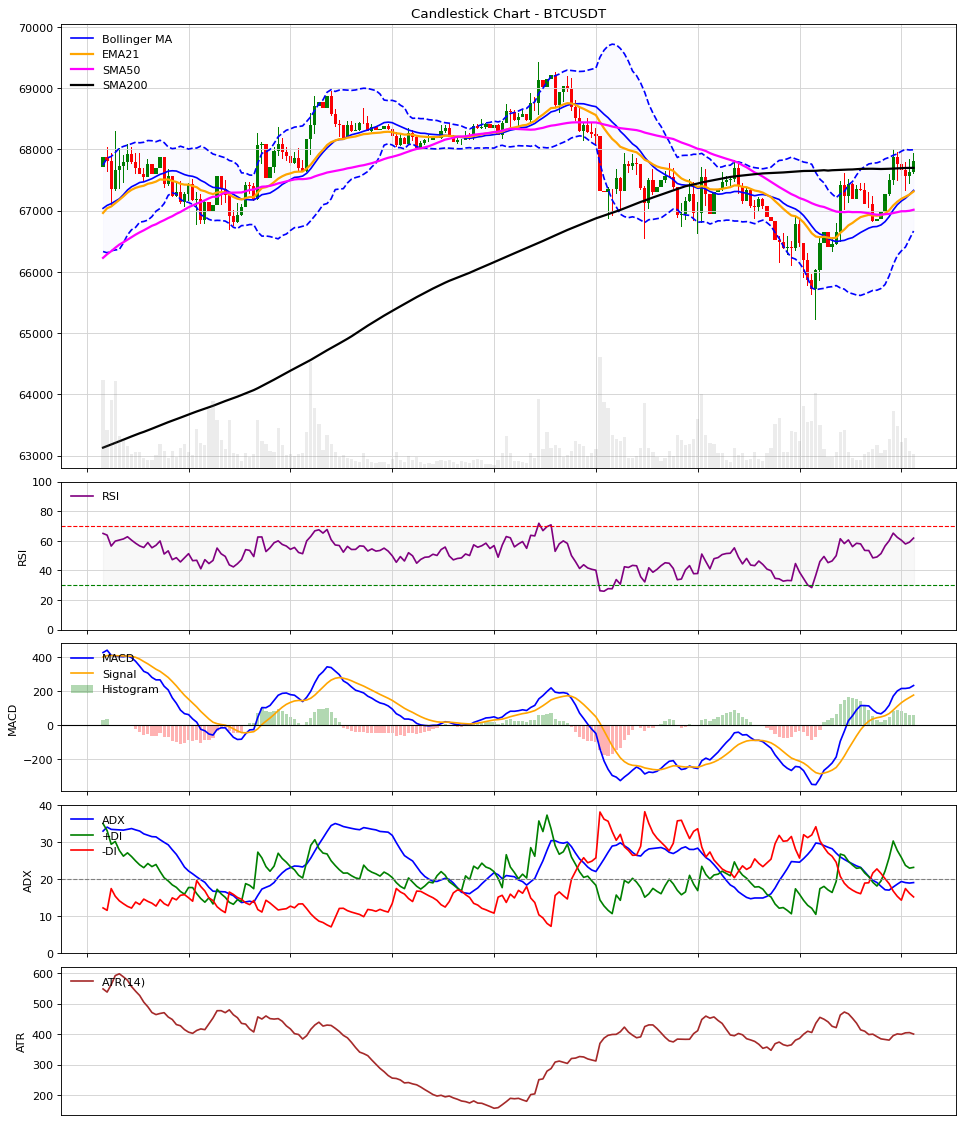 Candlestick Chart - BTCUSDT
70000
69000
68000
67000
66000
65000
64000
63000
Bollinger MA
EMA21
SMA50
SMA200
100
80
60
40
20
0
RSI
RSI
400
200
0
−200
MACD
MACD
Signal
Histogram
40
30
20
10
0
ADX
ADX
+DI
-DI
600
500
400
300
200
ATR
ATR(14)